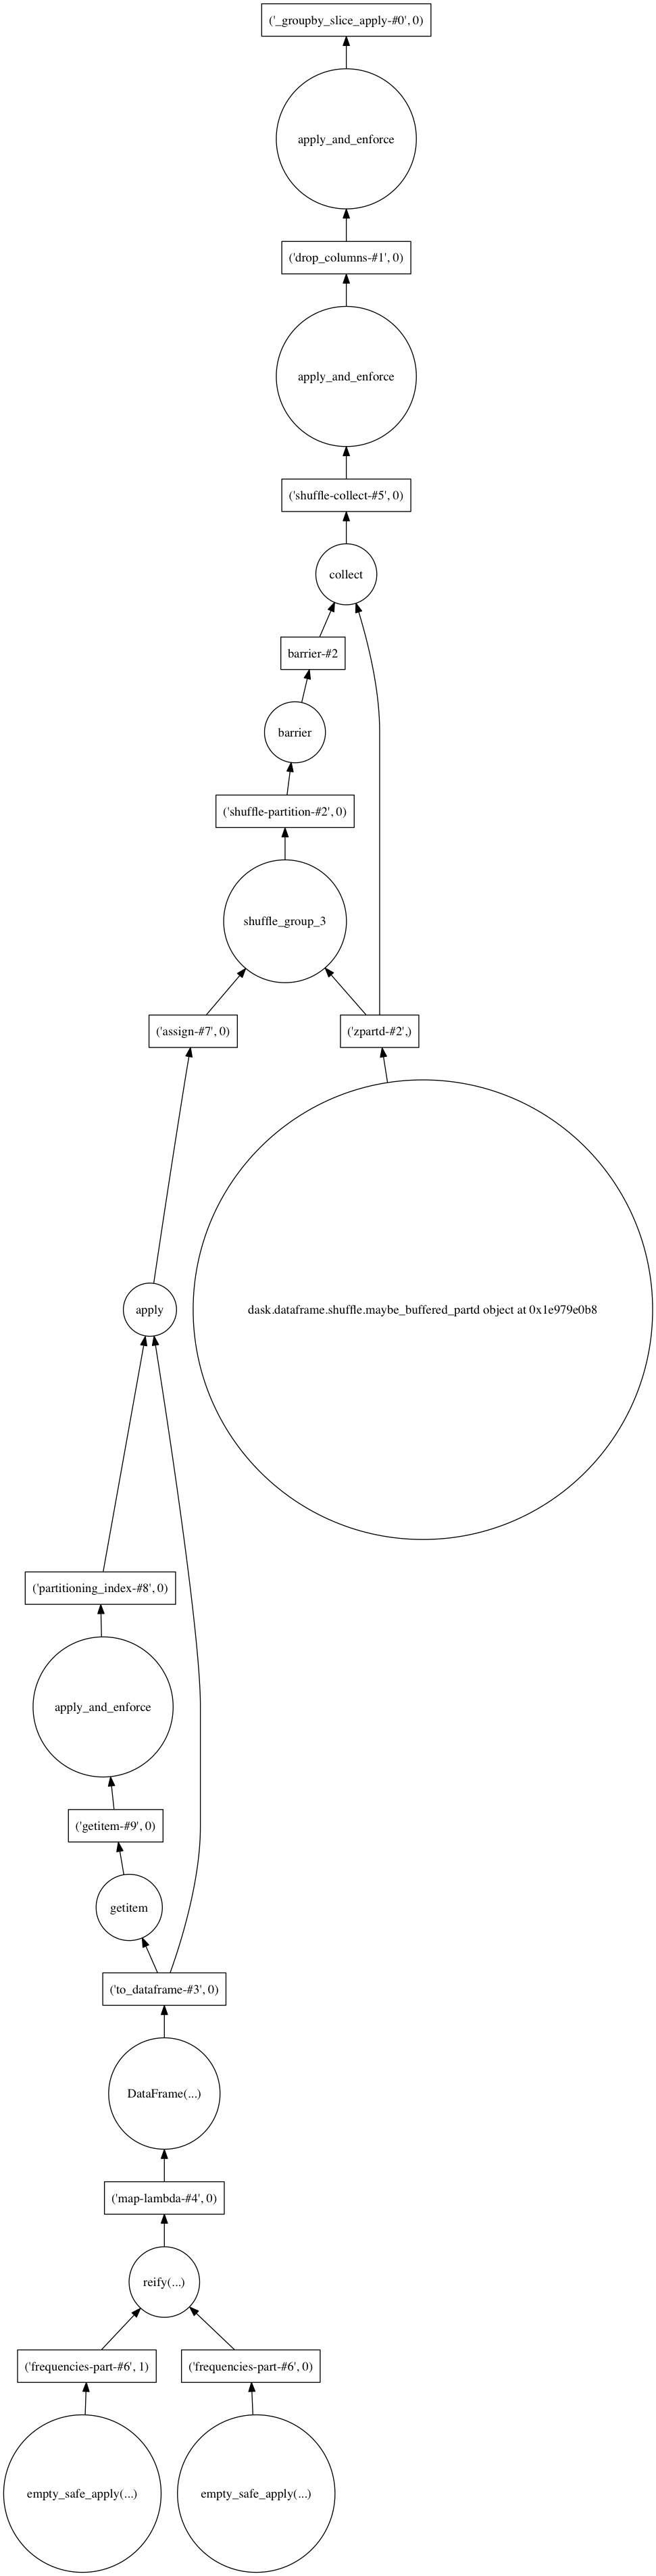 ('_groupby_slice_apply-#0', 0)
apply_and_enforce
('drop_columns-#1', 0)
apply_and_enforce
('shuffle-collect-#5', 0)
collect
barrier-#2
barrier
('shuffle-partition-#2', 0)
shuffle_group_3
('assign-#7', 0)
('zpartd-#2',)
apply
dask.dataframe.shuffle.maybe_buffered_partd object at 0x1e979e0b8
('partitioning_index-#8', 0)
apply_and_enforce
('getitem-#9', 0)
getitem
('to_dataframe-#3', 0)
DataFrame(...)
('map-lambda-#4', 0)
reify(...)
('frequencies-part-#6', 1)
('frequencies-part-#6', 0)
empty_safe_apply(...)
empty_safe_apply(...)